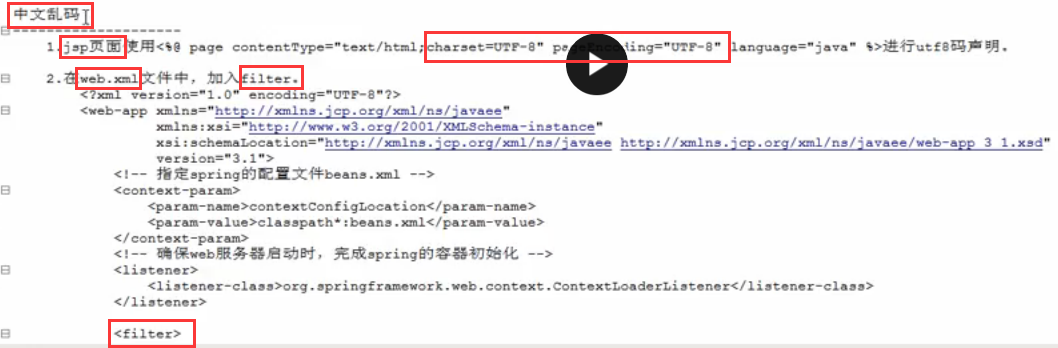 中文乱码
---------------------
1.jsp页面使用<%@ page contentType="text/html;charset=UTF-8" pageEncoding="UTF-8" language="java" %>进行utf8码声明。
2.在web.xml文件中，加入filter.
<?xml version="1.0" encoding="UTF-8"?>
<web-app xmlns="http://xmlns.jcp.org/xml/ns/javaee"
xmlns:xsi="http://www.w3.org/2001/XMLSchema-instance"
xsi:schemaLocation="http://xmlns.jcp.org/xml/ns/javaee http://xmlns.jcp.org/xml/ns/javaee/web-app_3_1.xsd"
version="3.1">
<!-- 指定spring的配置文件beans.xml -->
<context-param>
<param-name>contextConfigLocation</param-name>
<param-value>classpath*:beans.xml</param-value>
</context-param>
<!-- 确保web服务器启动时，完成spring的容器初始化 -->
<listener>
<listener-class>org.springframework.web.context.ContextLoaderListener</listener-class>
</listener>
<filter>